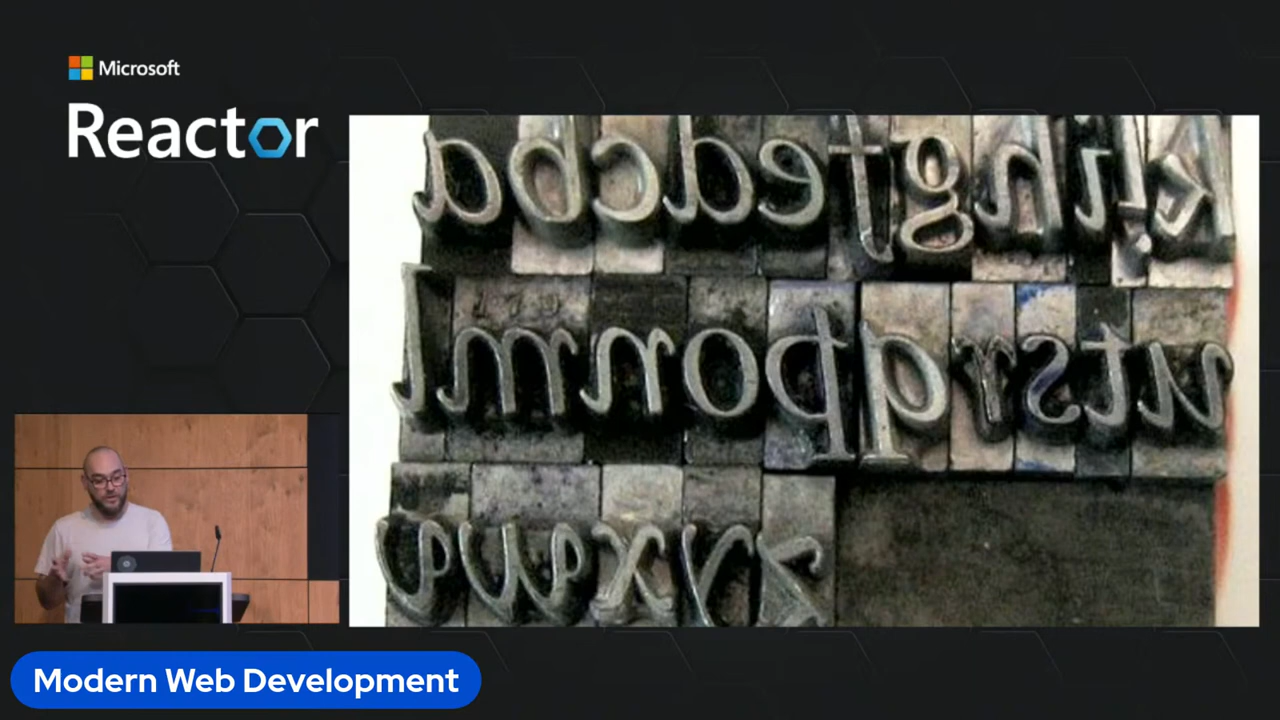 Microsoft
Reactor
a b c d e f g h i j k
l m n o p q r s t u
v w x y z
Modern Web Development